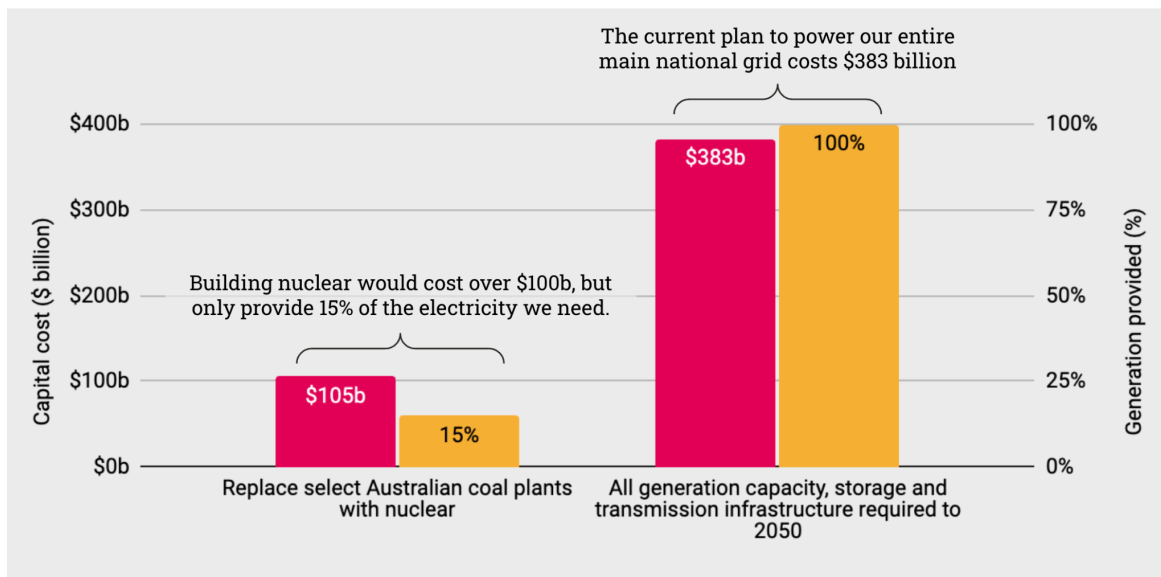 The current plan to power our entire
main national grid costs $383 billion
$400b
100%
$383b
100%
$300b
75%
Building nuclear would cost over $100b, but
only provide 15% of the electricity we need.
$200b
50%
$100b
25%
$105b
15%
$0b
0%
Capital cost ($ billion)
Generation provided (%)
Replace select Australian coal plants
with nuclear
All generation capacity, storage and
transmission infrastructure required to
2050